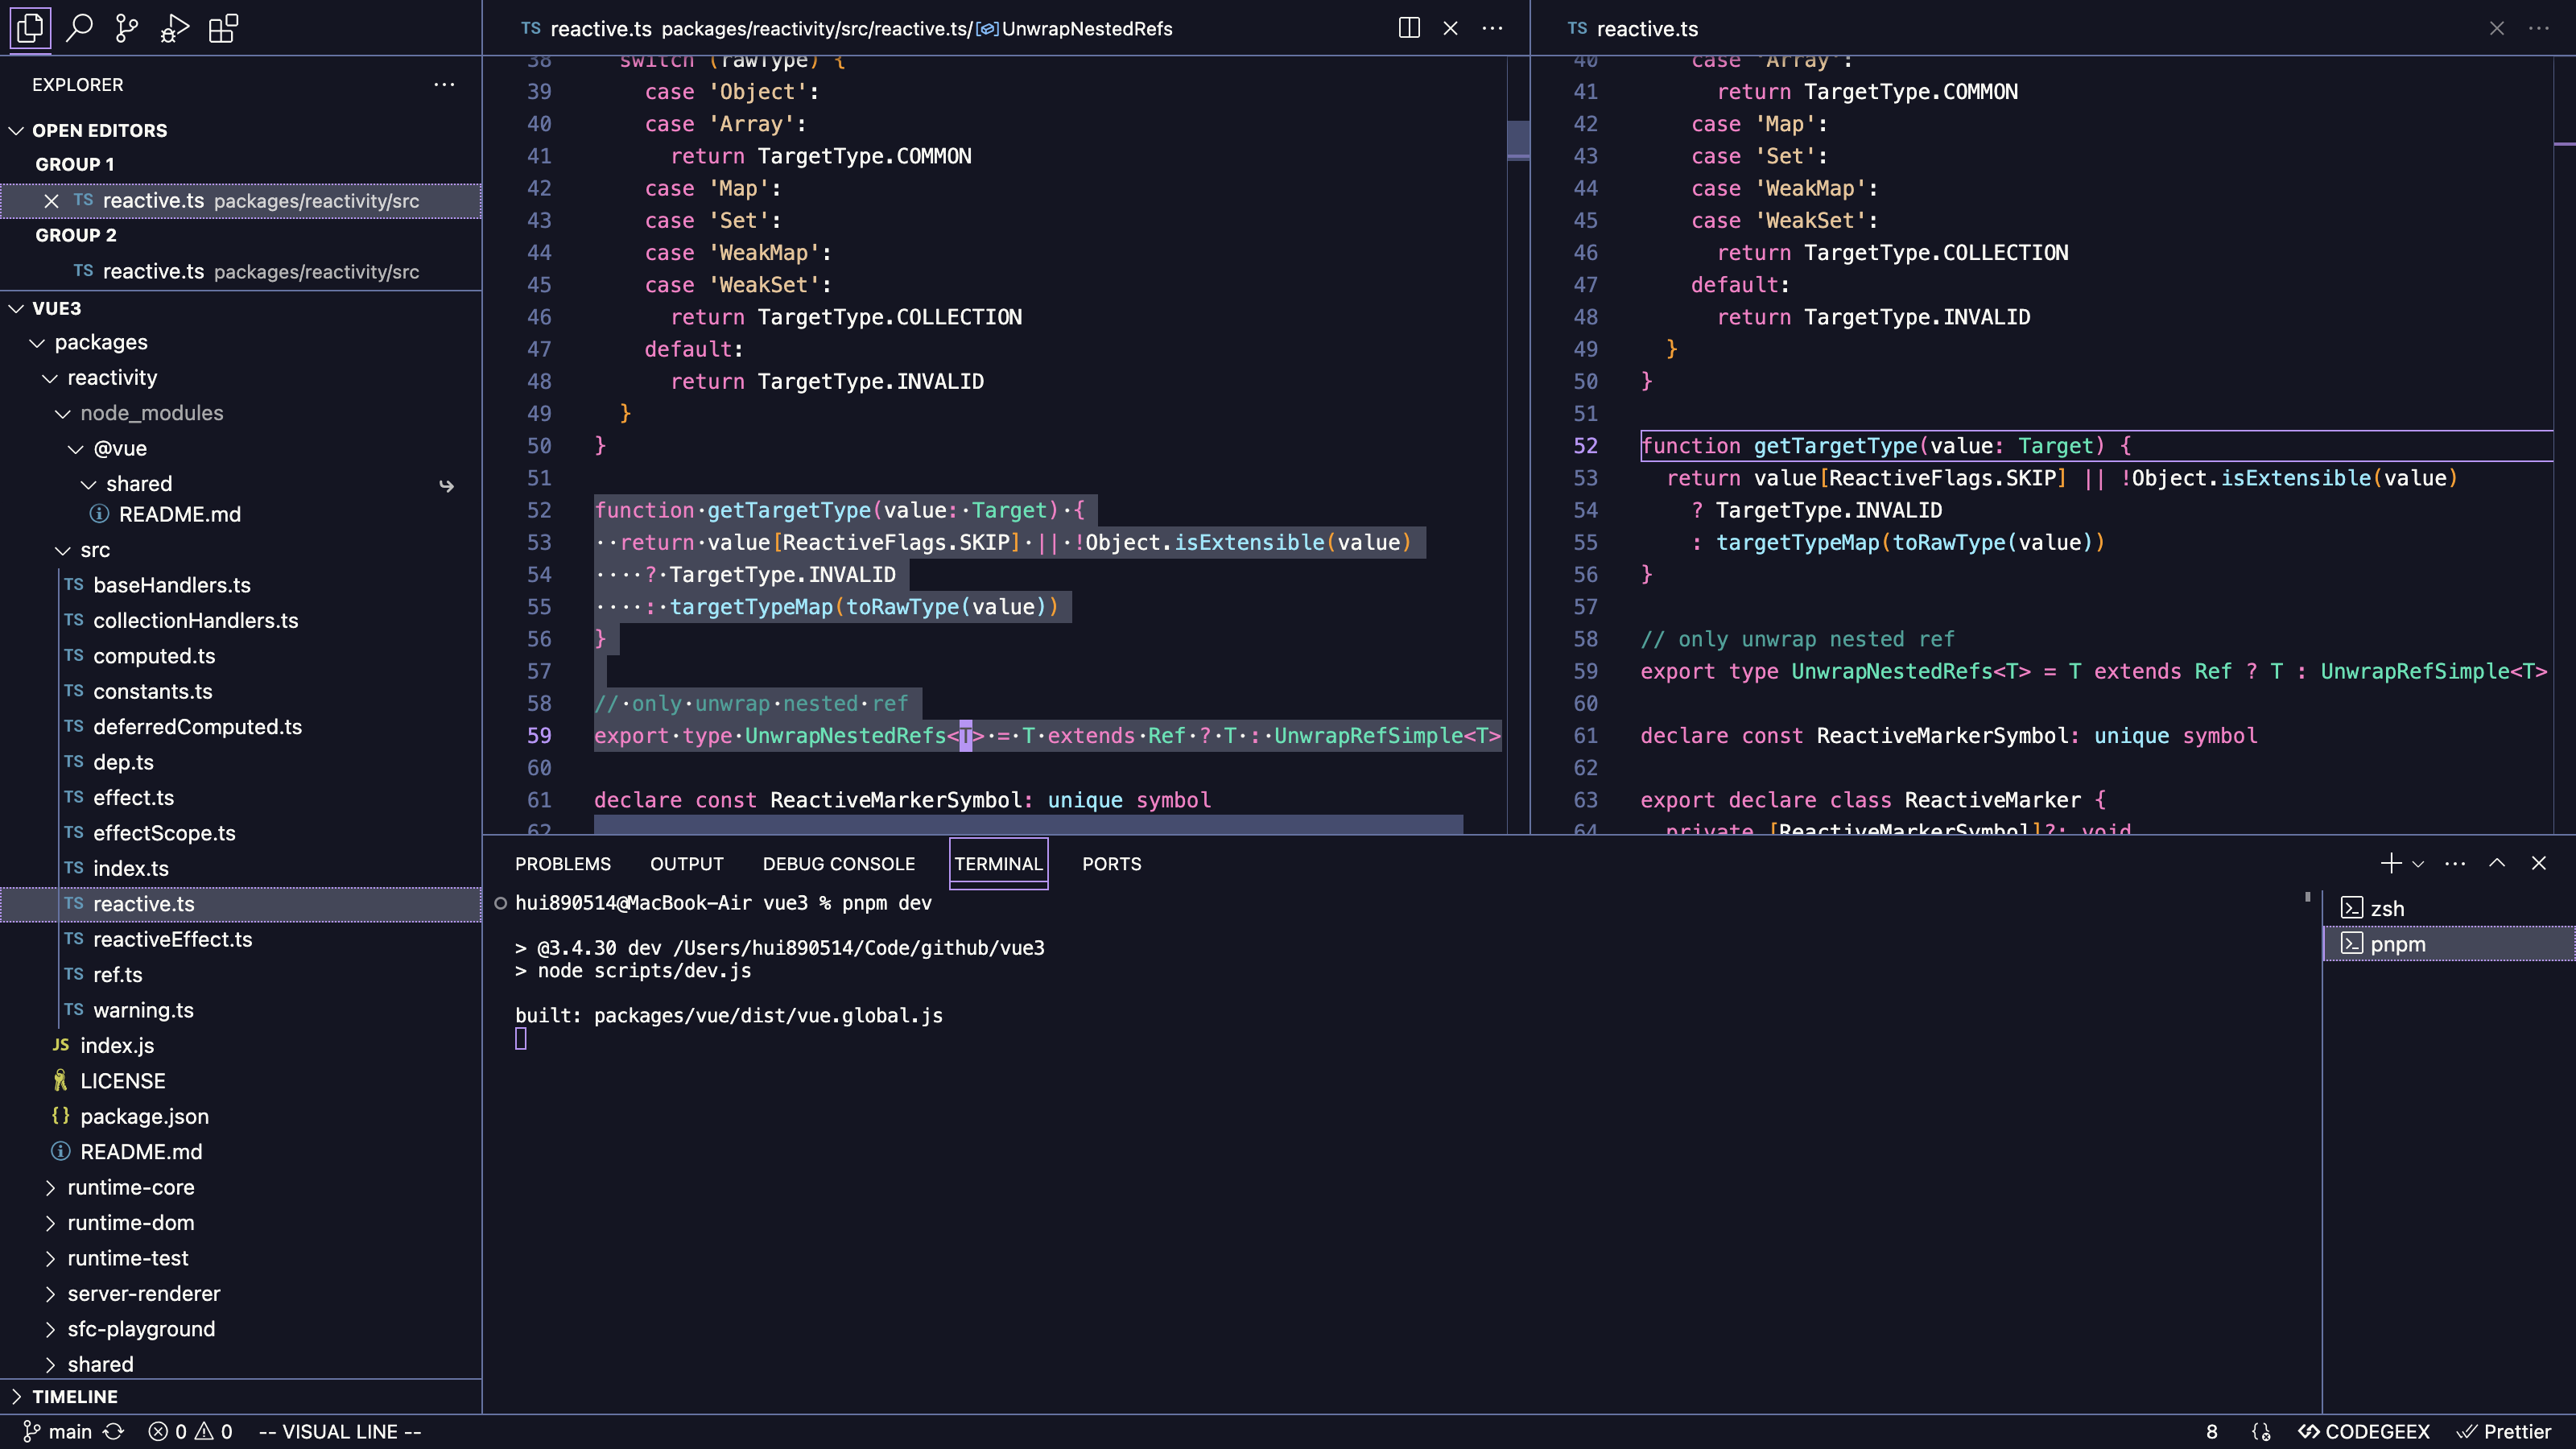 EXPLORER
OPEN EDITORS
GROUP 1
TS reactive.ts packages/reactivity/src
GROUP 2
TS reactive.ts packages/reactivity/src
VUE3
packages
reactivity
node_modules
@vue
shared
README.md
src
TS baseHandlers.ts
TS collectionHandlers.ts
TS computed.ts
TS constants.ts
TS deferredComputed.ts
TS dep.ts
TS effect.ts
TS effectScope.ts
TS index.ts
TS reactive.ts
TS reactiveEffect.ts
TS ref.ts
TS warning.ts
JS index.js
LICENSE
{} package.json
README.md
runtime-core
runtime-dom
runtime-test
server-renderer
sfc-playground
shared
TIMELINE
TS reactive.ts packages/reactivity/src/reactive.ts/UnwrapNestedRefs
38 switch (rawType) {
39 case 'Object':
40 case 'Array':
41 return TargetType.COMMON
42 case 'Map':
43 case 'Set':
44 case 'WeakMap':
45 case 'WeakSet':
46 return TargetType.COLLECTION
47 default:
48 return TargetType.INVALID
49 }
50 }
51
52 function·getTargetType(value:·Target)·{
53 ··return·value[ReactiveFlags.SKIP]·||·!Object.isExtensible(value)
54 ····?·TargetType.INVALID
55 ····:·targetTypeMap(toRawType(value))
56 }
57
58 //·only·unwrap·nested·ref
59 export·type·UnwrapNestedRefs<T>·=·T·extends·Ref·?·T·:·UnwrapRefSimple<T>
60
61 declare const ReactiveMarkerSymbol: unique symbol
62
TS reactive.ts
40 case 'Array':
41 return TargetType.COMMON
42 case 'Map':
43 case 'Set':
44 case 'WeakMap':
45 case 'WeakSet':
46 return TargetType.COLLECTION
47 default:
48 return TargetType.INVALID
49 }
50 }
51
52 function getTargetType(value: Target) {
53 return value[ReactiveFlags.SKIP] || !Object.isExtensible(value)
54 ? TargetType.INVALID
55 : targetTypeMap(toRawType(value))
56 }
57
58 // only unwrap nested ref
59 export type UnwrapNestedRefs<T> = T extends Ref ? T : UnwrapRefSimple<T>
60
61 declare const ReactiveMarkerSymbol: unique symbol
62
63 export declare class ReactiveMarker {
64 private [ReactiveMarkerSymbol]?: void
PROBLEMS OUTPUT DEBUG CONSOLE TERMINAL PORTS
hui890514@MacBook-Air vue3 % pnpm dev
> @3.4.30 dev /Users/hui890514/Code/github/vue3
> node scripts/dev.js
built: packages/vue/dist/vue.global.js
zsh
pnpm
main 0 0 -- VISUAL LINE -- 8 CODEGEEX Prettier